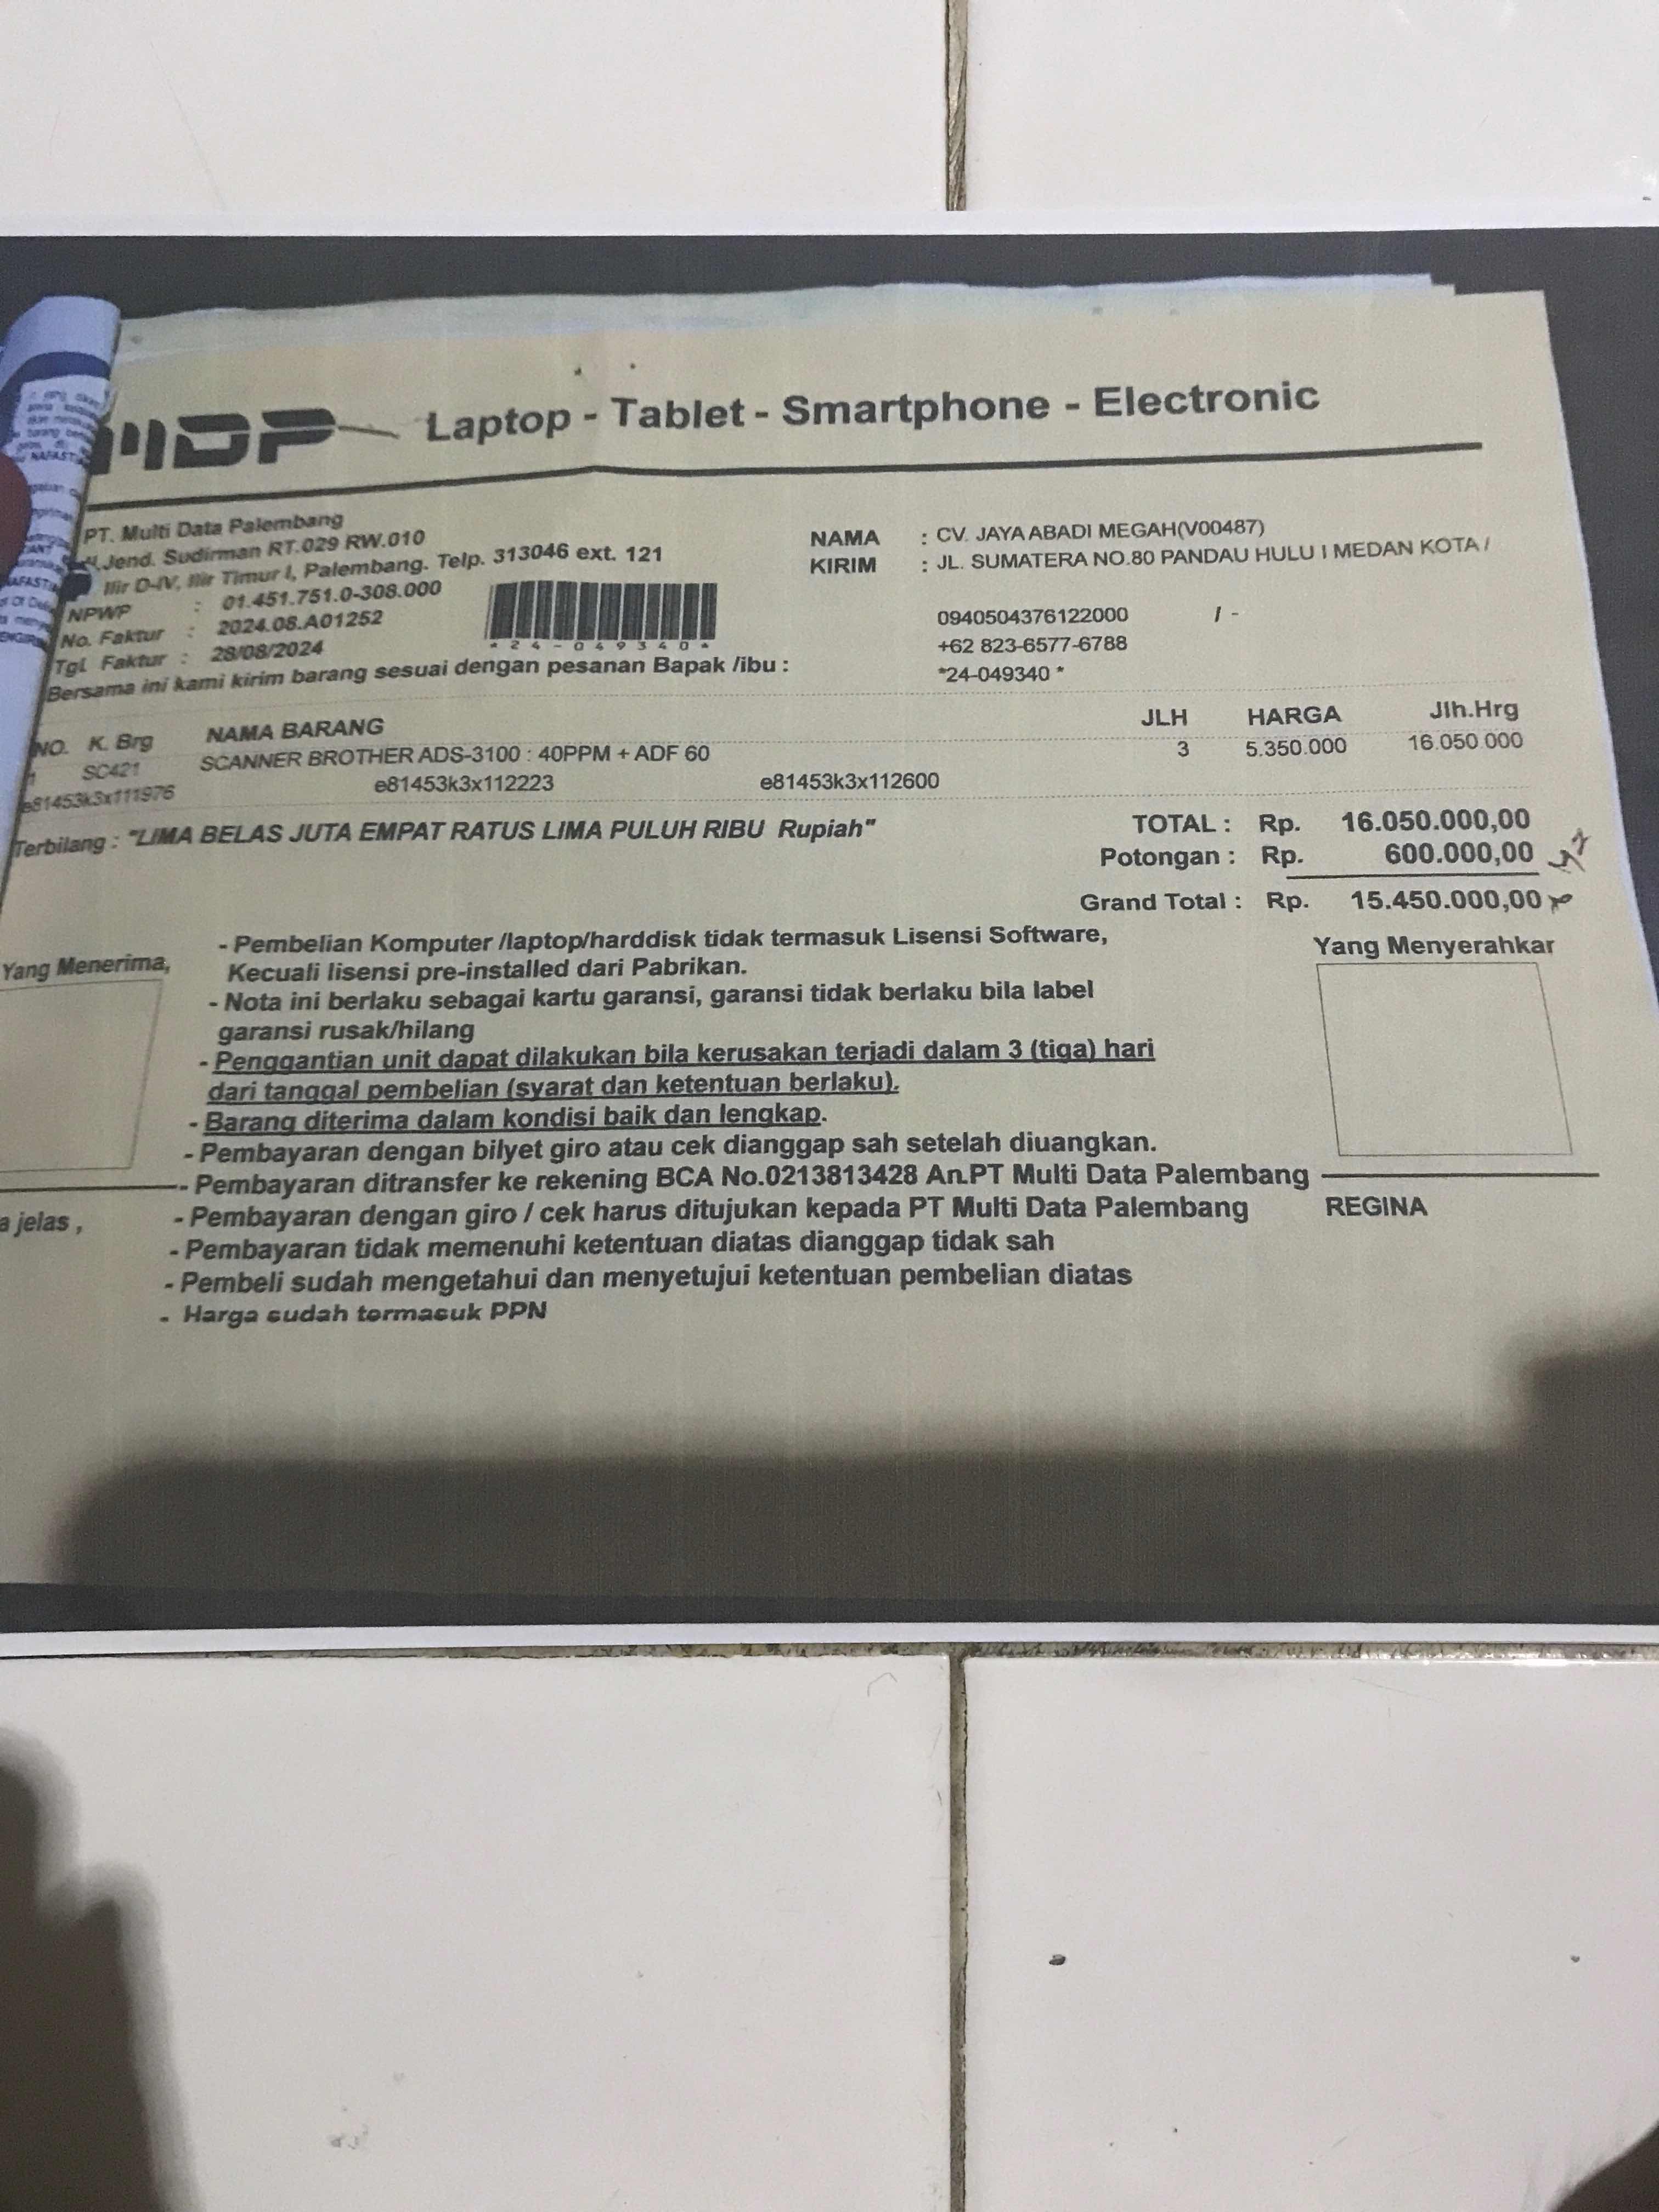 MDP Laptop - Tablet - Smartphone - Electronic
PT. Multi Data Palembang
Jl. Jend. Sudirman RT.029 RW.010
Ilir D-IV, Ilir Timur I, Palembang. Telp. 313046 ext. 121
NPWP : 01.451.751.0-308.000
No. Faktur : 2024.08.A01252
Tgl. Faktur : 28/08/2024
*24-049340*
Bersama ini kami kirim barang sesuai dengan pesanan Bapak /ibu :
NAMA : CV. JAYA ABADI MEGAH(V00487)
KIRIM : JL. SUMATERA NO.80 PANDAU HULU I MEDAN KOTA /
0940504376122000 / -
+62 823-6577-6788
*24-049340 *
NO. K. Brg NAMA BARANG JLH HARGA Jlh.Hrg
1 SC421 SCANNER BROTHER ADS-3100 : 40PPM + ADF 60 3 5.350.000 16.050.000
e81453k3x111976 e81453k3x112223 e81453k3x112600
Terbilang : "LIMA BELAS JUTA EMPAT RATUS LIMA PULUH RIBU Rupiah"
TOTAL : Rp. 16.050.000,00
Potongan : Rp. 600.000,00
Grand Total : Rp. 15.450.000,00
Yang Menerima,
- Pembelian Komputer /laptop/harddisk tidak termasuk Lisensi Software,
Kecuali lisensi pre-installed dari Pabrikan.
- Nota ini berlaku sebagai kartu garansi, garansi tidak berlaku bila label
garansi rusak/hilang
- Penggantian unit dapat dilakukan bila kerusakan terjadi dalam 3 (tiga) hari
dari tanggal pembelian (syarat dan ketentuan berlaku).
- Barang diterima dalam kondisi baik dan lengkap.
- Pembayaran dengan bilyet giro atau cek dianggap sah setelah diuangkan.
- Pembayaran ditransfer ke rekening BCA No.0213813428 An.PT Multi Data Palembang
- Pembayaran dengan giro / cek harus ditujukan kepada PT Multi Data Palembang
- Pembayaran tidak memenuhi ketentuan diatas dianggap tidak sah
- Pembeli sudah mengetahui dan menyetujui ketentuan pembelian diatas
- Harga sudah termasuk PPN
a jelas ,
Yang Menyerahkar
REGINA